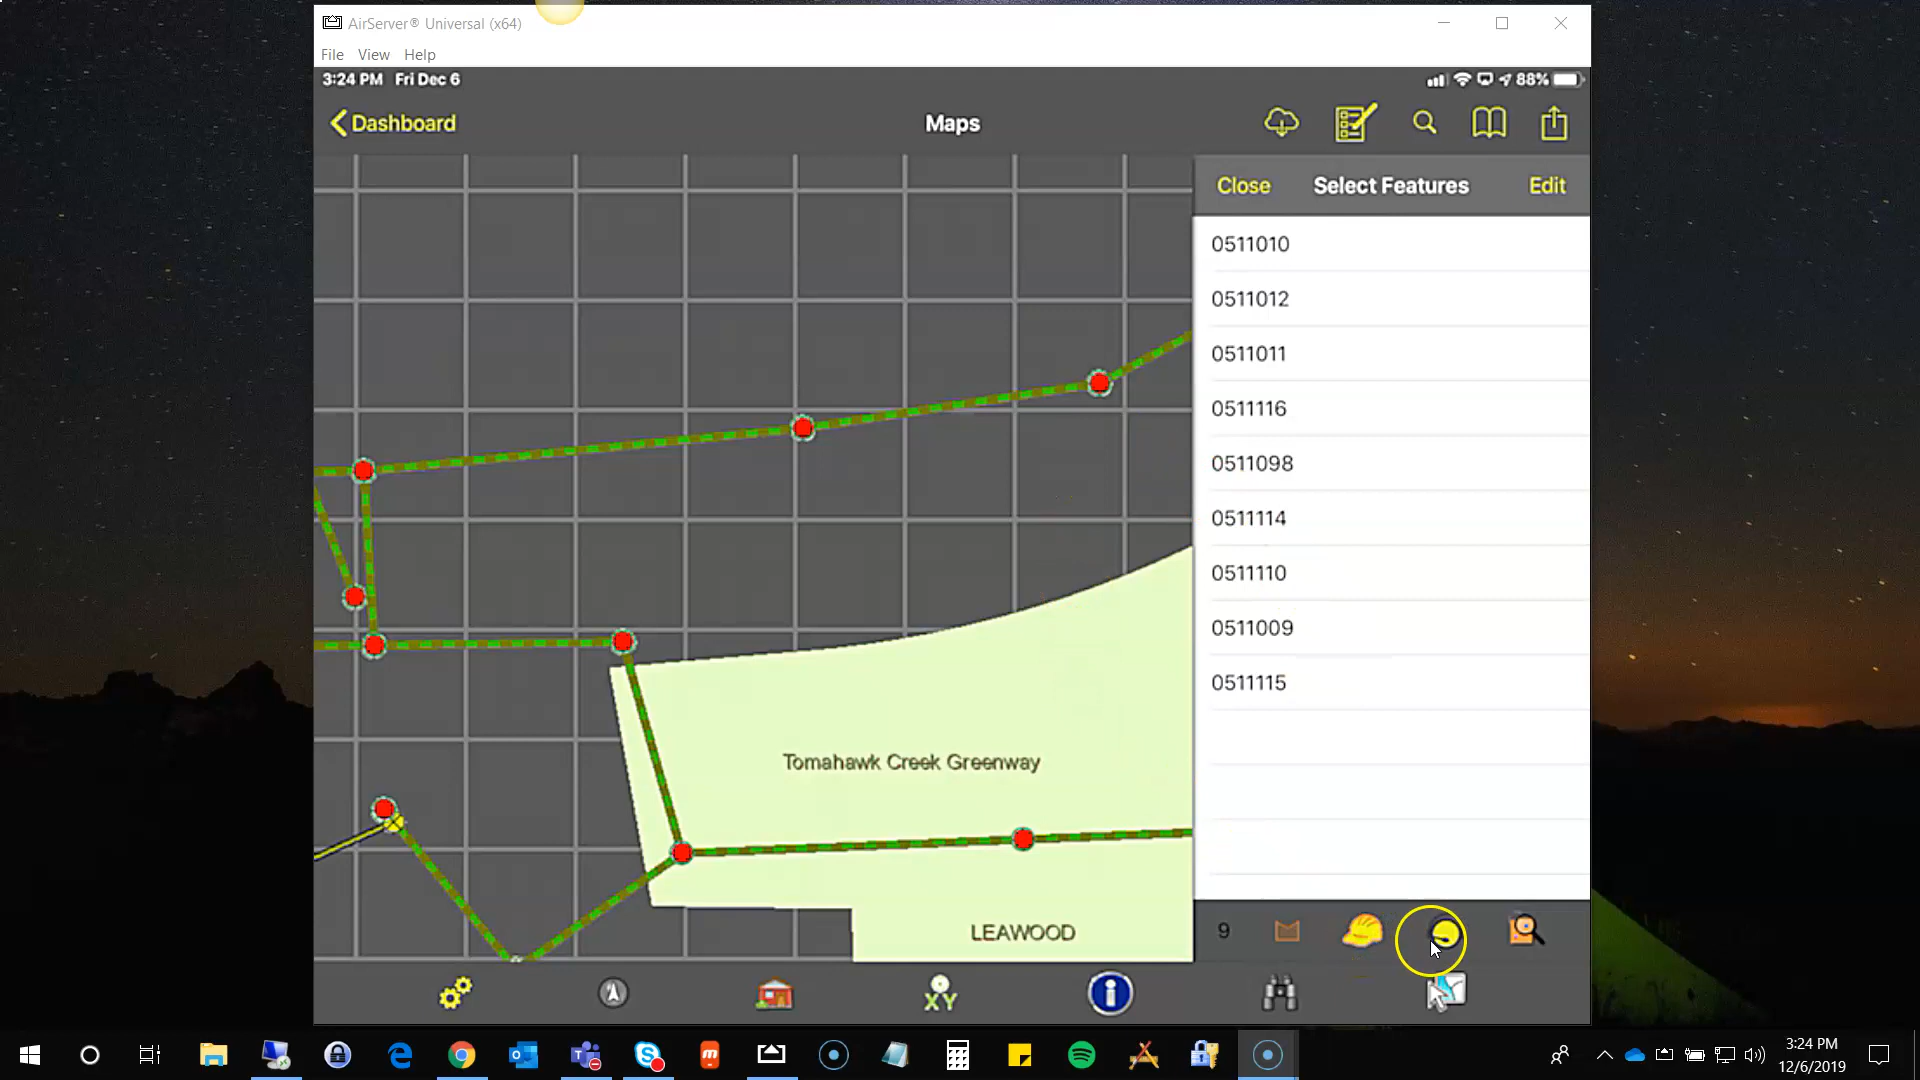 AirServer® Universal (x64)
File View Help
3:24 PM Fri Dec 6
88%
Dashboard
Maps
Close
Select Features
Edit
0511010
0511012
0511011
0511116
0511098
0511114
0511110
0511009
0511115
Tomahawk Creek Greenway
LEAWOOD
9
XY
3:24 PM
12/6/2019